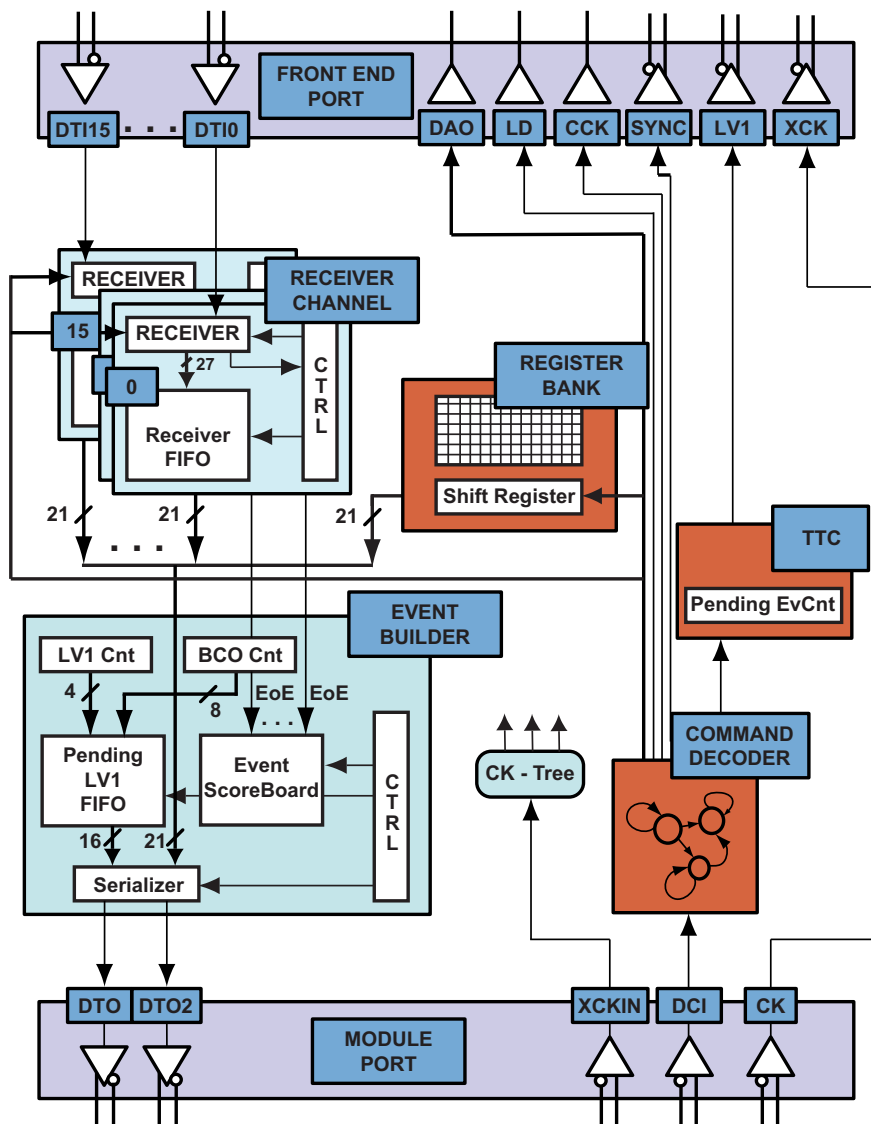 FRONT END
PORT
DTI15
. . .
DTI0
DAO
LD
CCK
SYNC
LV1
XCK
RECEIVER
RECEIVER
CHANNEL
15
RECEIVER
27
0
Receiver
FIFO
CTRL
REGISTER
BANK
Shift Register
21
21
21
. . .
TTC
Pending EvCnt
EVENT
BUILDER
LV1 Cnt
BCO Cnt
4
8
EoE
EoE
. . .
Pending
LV1
FIFO
Event
ScoreBoard
CTRL
16
21
Serializer
CK - Tree
COMMAND
DECODER
DTO
DTO2
XCKIN
DCI
CK
MODULE
PORT